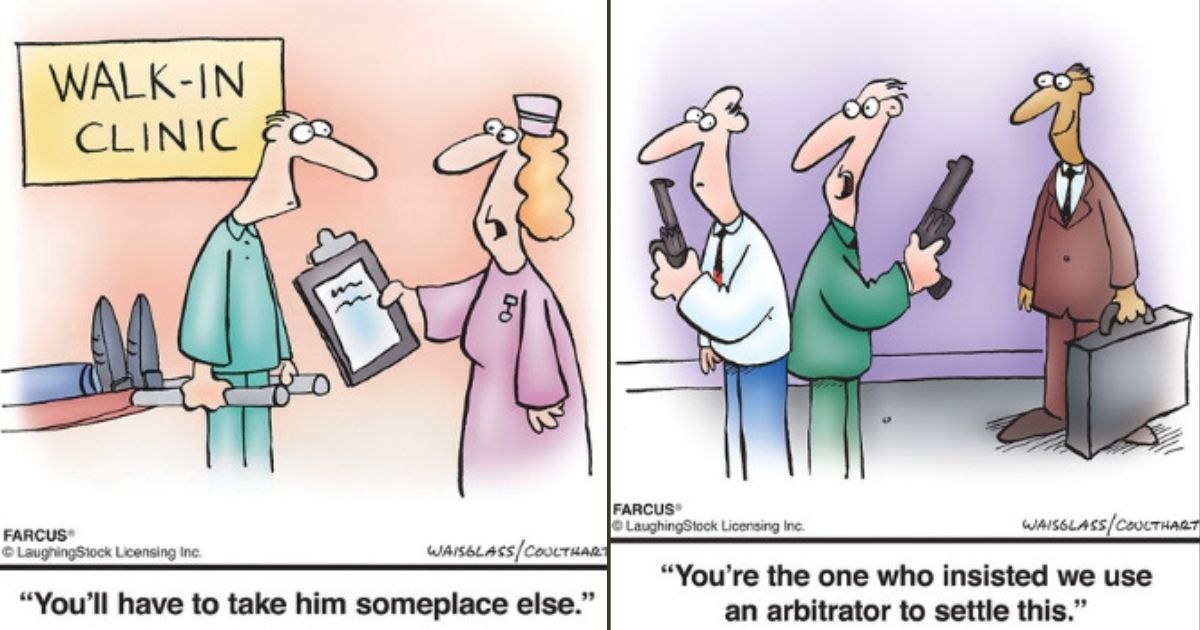 WALK-IN
CLINIC
FARCUS®
© LaughingStock Licensing Inc.
WAISGLASS/COULTHART
“You’ll have to take him someplace else.”
FARCUS®
© LaughingStock Licensing Inc.
WAISGLASS/COULTHART
“You’re the one who insisted we use
an arbitrator to settle this.”